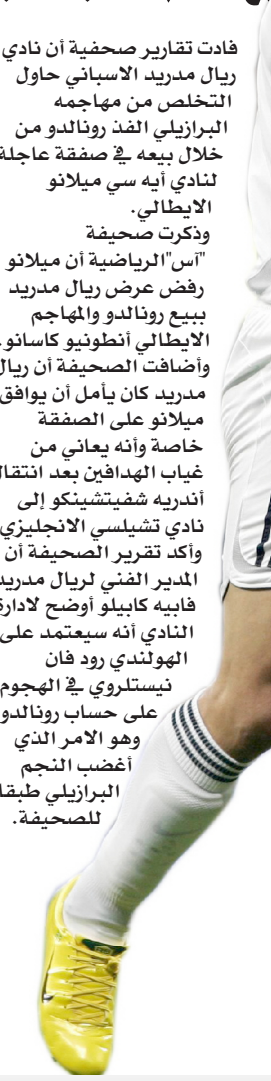 فادت تقارير صحفية أن نادي
ريال مدريد الاسباني حاول
التخلص من مهاجمه
البرازيلي الفذ رونالدو من
خلال بيعه في صفقة عاجلة
لنادي أيه سي ميلانو
الايطالي.
وذكرت صحيفة
"آس"الرياضية أن ميلانو
رفض عرض ريال مدريد
ببيع رونالدو والمهاجم
الايطالي أنطونيو كاسانو.
وأضافت الصحيفة أن ريال
مدريد كان يأمل أن يوافق
ميلانو على الصفقة
خاصة وأنه يعاني من
غياب الهدافين بعد انتقال
أندريه شفيتشينكو إلى
نادي تشيلسي الانجليزي
وأكد تقرير الصحيفة أن
المدير الفني لريال مدريد
فابيه كابيلو أوضح لادارة
النادي أنه سيعتمد على
الهولندي رود فان
نيستلروي في الهجوم
على حساب رونالدو
وهو الامر الذي
أغضب النجم
البرازيلي طبقا
للصحيفة.